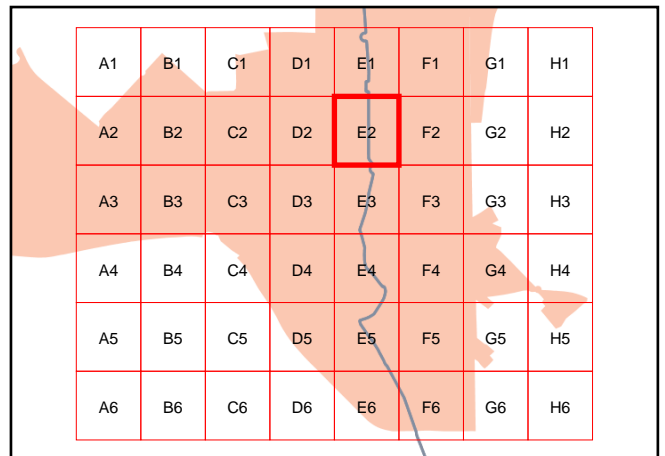 A1 B1 C1 D1 E1 F1 G1 H1
A2 B2 C2 D2 E2 F2 G2 H2
A3 B3 C3 D3 E3 F3 G3 H3
A4 B4 C4 D4 E4 F4 G4 H4
A5 B5 C5 D5 E5 F5 G5 H5
A6 B6 C6 D6 E6 F6 G6 H6